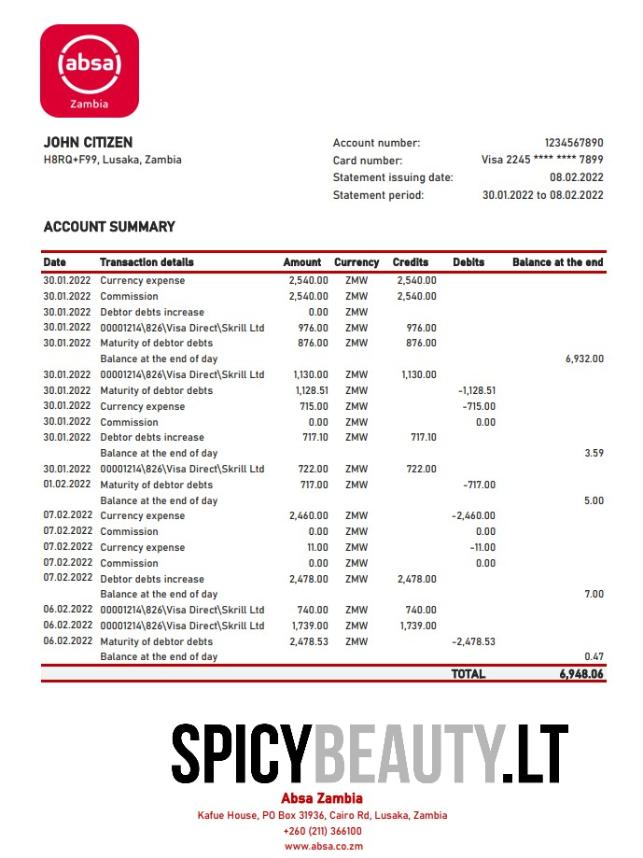 absa
Zambia
JOHN CITIZEN
H8RQ+F99, Lusaka, Zambia
Account number: 1234567890
Card number: Visa 2245 **** **** 7899
Statement issuing date: 08.02.2022
Statement period: 30.01.2022 to 08.02.2022
ACCOUNT SUMMARY
Date Transaction details Amount Currency Credits Debits Balance at the end
30.01.2022 Currency expense 2,540.00 ZMW 2,540.00
30.01.2022 Commission 2,540.00 ZMW 2,540.00
30.01.2022 Debtor debts increase 0.00 ZMW
30.01.2022 00001214\826\Visa Direct\Skrill Ltd 976.00 ZMW 976.00
30.01.2022 Maturity of debtor debts 876.00 ZMW 876.00
Balance at the end of day 6,932.00
30.01.2022 00001214\826\Visa Direct\Skrill Ltd 1,130.00 ZMW 1,130.00
30.01.2022 Maturity of debtor debts 1,128.51 ZMW -1,128.51
30.01.2022 Currency expense 715.00 ZMW -715.00
30.01.2022 Commission 0.00 ZMW 0.00
30.01.2022 Debtor debts increase 717.10 ZMW 717.10
Balance at the end of day 3.59
30.01.2022 00001214\826\Visa Direct\Skrill Ltd 722.00 ZMW 722.00
01.02.2022 Maturity of debtor debts 717.00 ZMW -717.00
Balance at the end of day 5.00
07.02.2022 Currency expense 2,460.00 ZMW -2,460.00
07.02.2022 Commission 0.00 ZMW 0.00
07.02.2022 Currency expense 11.00 ZMW -11.00
07.02.2022 Commission 0.00 ZMW 0.00
07.02.2022 Debtor debts increase 2,478.00 ZMW 2,478.00
Balance at the end of day 7.00
06.02.2022 00001214\826\Visa Direct\Skrill Ltd 740.00 ZMW 740.00
06.02.2022 00001214\826\Visa Direct\Skrill Ltd 1,739.00 ZMW 1,739.00
06.02.2022 Maturity of debtor debts 2,478.53 ZMW -2,478.53
Balance at the end of day 0.47
TOTAL 6,948.06
SPICYBEAUTY.LT
Absa Zambia
Kafue House, PO Box 31936, Cairo Rd, Lusaka, Zambia
+260 (211) 366100
www.absa.co.zm